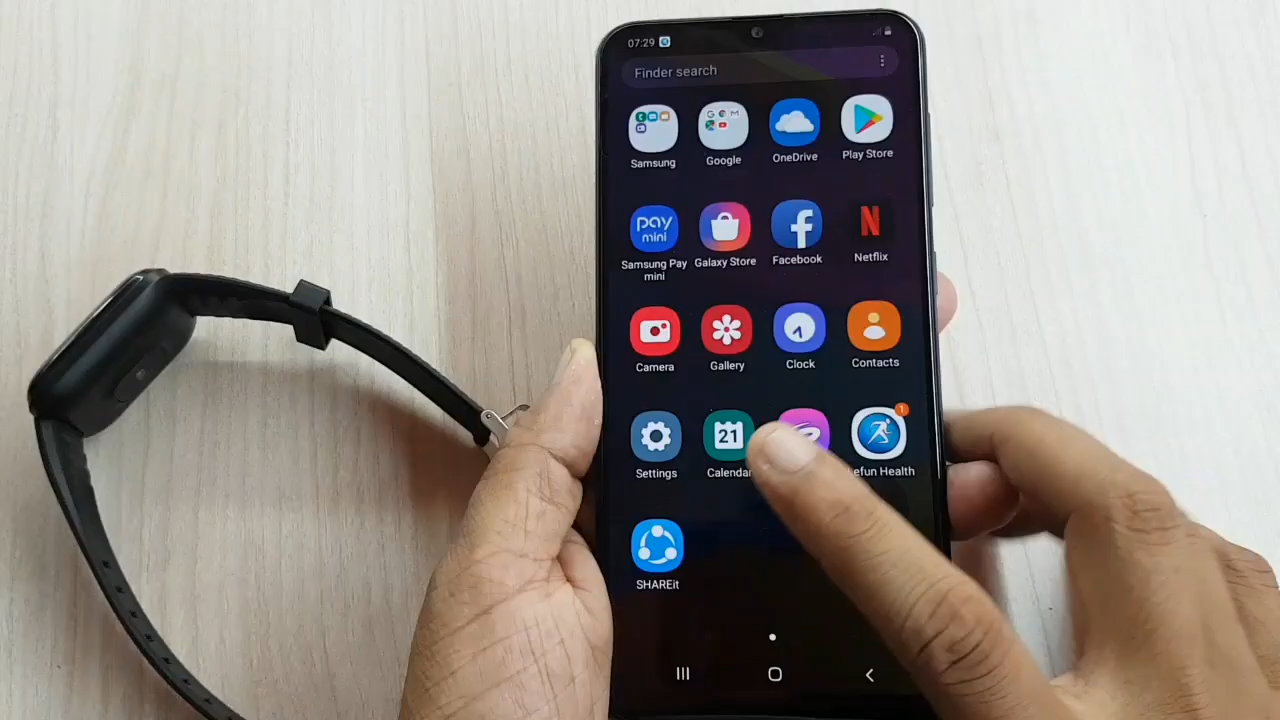 07:29
Finder search
Samsung
Google
OneDrive
Play Store
pay
mini
Samsung Pay
mini
Galaxy Store
f
Facebook
N
Netflix
Camera
Gallery
Clock
Contacts
Settings
21
Calendar
1
efun Health
SHAREit